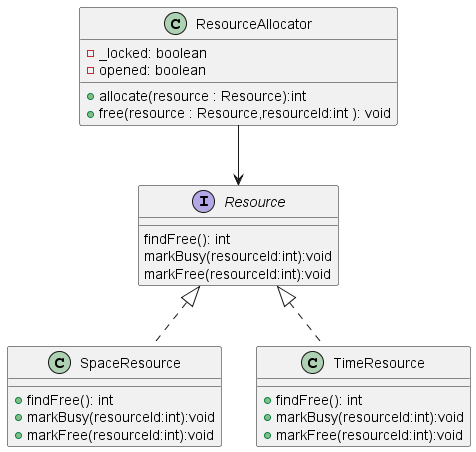 C ResourceAllocator
_locked: boolean
opened: boolean
allocate(resource : Resource):int
free(resource : Resource,resourceId:int ): void
I Resource
findFree(): int
markBusy(resourceId:int):void
markFree(resourceId:int):void
C SpaceResource
findFree(): int
markBusy(resourceId:int):void
markFree(resourceId:int):void
C TimeResource
findFree(): int
markBusy(resourceId:int):void
markFree(resourceId:int):void